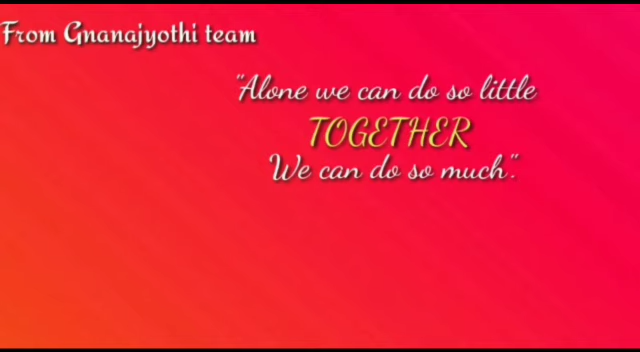 From Gnanajyothi team
"Alone we can do so little
TOGETHER
We can do so much".